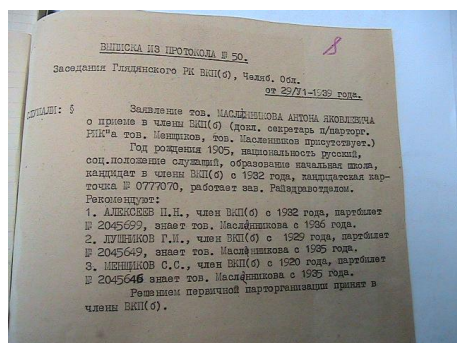 8
ВЫПИСКА ИЗ ПРОТОКОЛА № 50.
Заседания Глядянского РК ВКП(б), Челяб. Обл.
от 29/VI-1939 года.
СЛУШАЛИ: § Заявление тов. МАСЛЕННИКОВА АНТОНА ЯКОВЛЕВИЧА
о приеме в члены ВКП(б) (докл. секретарь п/парторг.
РИК"а тов. Менщиков, тов. Масленников присутствует.)
Год рождения 1905, национальность русский,
соц.положение служащий, образование начальная школа,
кандидат в члены ВКП(б) с 1932 года, кандидатская кар-
точка № 0777070, работает зав. Райздравотделом.
Рекомендуют:
1. АЛЕКСЕЕВ П.Н., член ВКП(б) с 1932 года, партбилет
№ 2045699, знает тов. Масленникова с 1936 года.
2. ЛУШНИКОВ Г.И., член ВКП(б) с 1929 года, партбилет
№ 2045649, знает тов. Масленникова с 1935 года.
3. МЕНЩИКОВ С.С., член ВКП(б) с 1920 года, партбилет
№ 2045646 знает тов. Масленникова с 1935 года.
Решением первичной парторганизации принят в
члены ВКП(б).